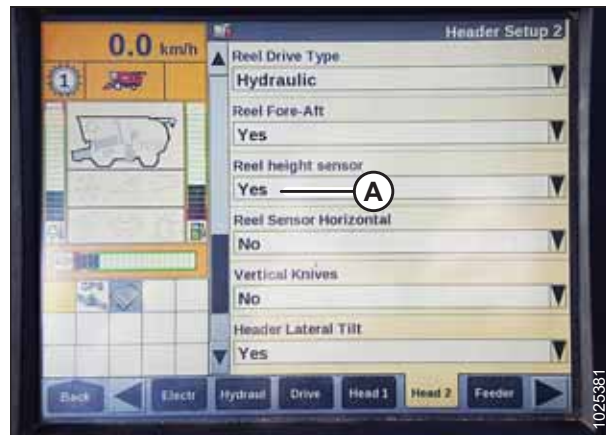 0.0 km/h
Header Setup 2
1
Reel Drive Type
Hydraulic
Reel Fore-Aft
Yes
Reel height sensor
Yes
A
Reel Sensor Horizontal
No
Vertical Knives
No
Header Lateral Tilt
Yes
Back
Electr
Hydraul
Drive
Head 1
Head 2
Feeder
1025381